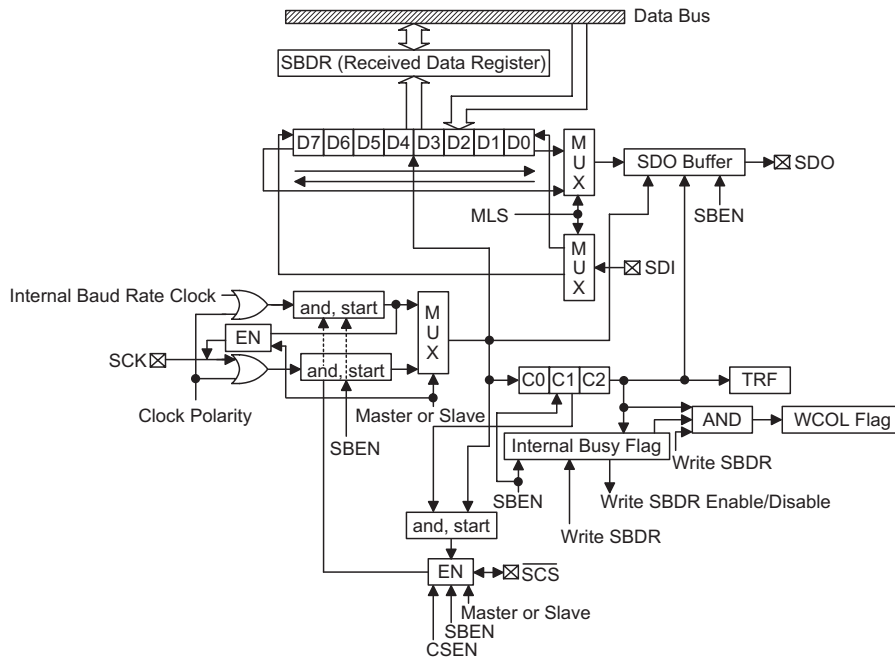 Data Bus
SBDR (Received Data Register)
D7 D6 D5 D4 D3 D2 D1 D0
MUX
SDO Buffer
SDO
MLS
SBEN
MUX
SDI
Internal Baud Rate Clock
and, start
MUX
EN
SCK
and, start
Clock Polarity
Master or Slave
SBEN
C0 C1 C2
TRF
AND
WCOL Flag
Internal Busy Flag
Write SBDR
SBEN
Write SBDR Enable/Disable
and, start
Write SBDR
EN
SCS
Master or Slave
SBEN
CSEN